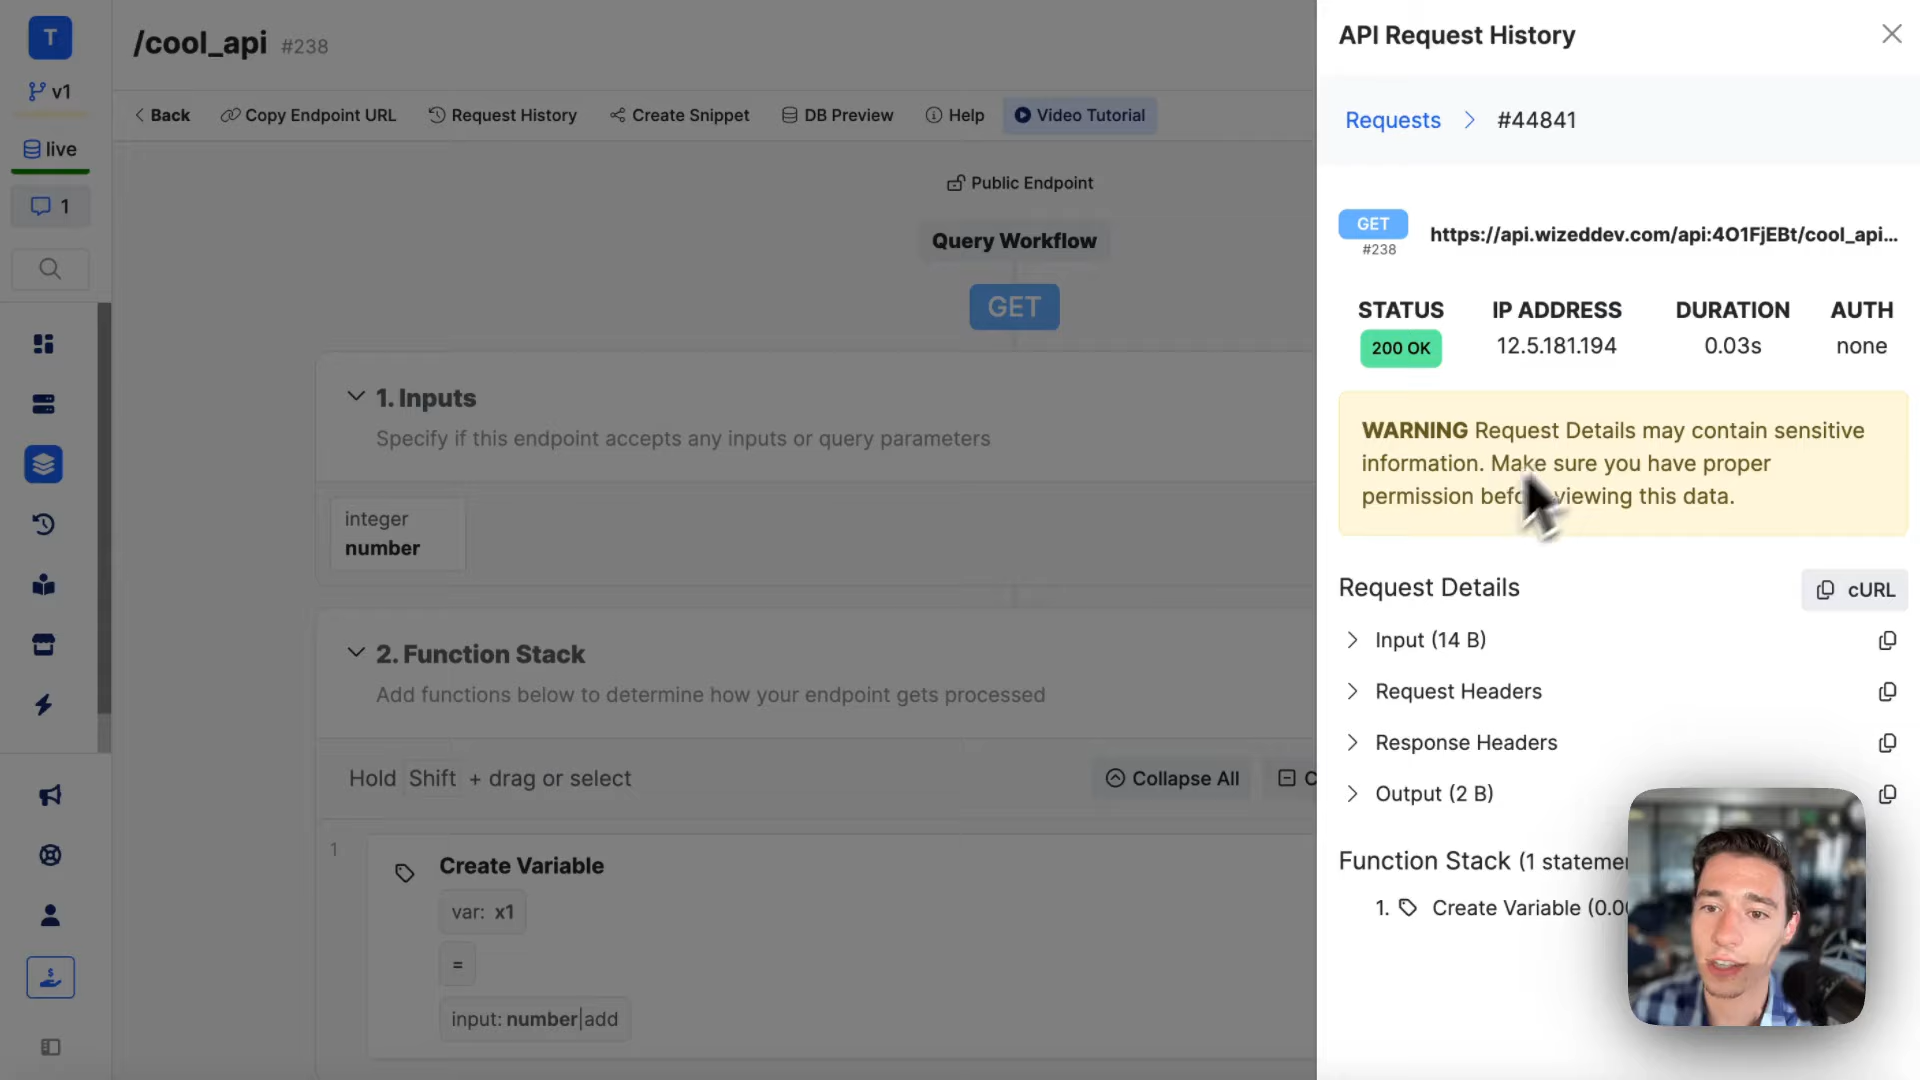 T
v1
live
1
/cool_api #238
Back
Copy Endpoint URL
Request History
Create Snippet
DB Preview
Help
Video Tutorial
Public Endpoint
Query Workflow
GET
1. Inputs
Specify if this endpoint accepts any inputs or query parameters
integer
number
2. Function Stack
Add functions below to determine how your endpoint gets processed
Hold Shift + drag or select
Collapse All
C
1
Create Variable
var: x1
=
input: number|add
API Request History
Requests > #44841
GET
#238
https://api.wizeddev.com/api:4O1FjEBt/cool_api...
STATUS IP ADDRESS DURATION AUTH
200 OK 12.5.181.194 0.03s none
WARNING Request Details may contain sensitive
information. Make sure you have proper
permission viewing this data.
Request Details
cURL
Input (14 B)
Request Headers
Response Headers
Output (2 B)
Function Stack (1
1. Create Variable